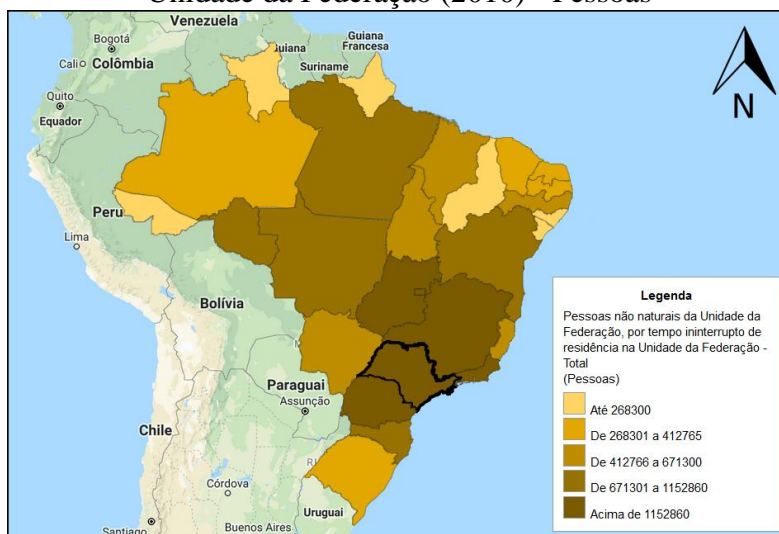 Unidade da Federação (2010) - Pessoas
Venezuela
Bogotá
Colômbia
Cali
Guiana
Francesa
Suriname
Quito
Equador
Peru
Lima
Bolívia
Paraguai
Assunção
Chile
Córdova
Uruguai
Santiago
Buenos Aires
N
Legenda
Pessoas não naturais da Unidade da
Federação, por tempo ininterrupto de
residência na Unidade da Federação -
Total
(Pessoas)
Até 268300
De 268301 a 412765
De 412766 a 671300
De 671301 a 1152860
Acima de 1152860